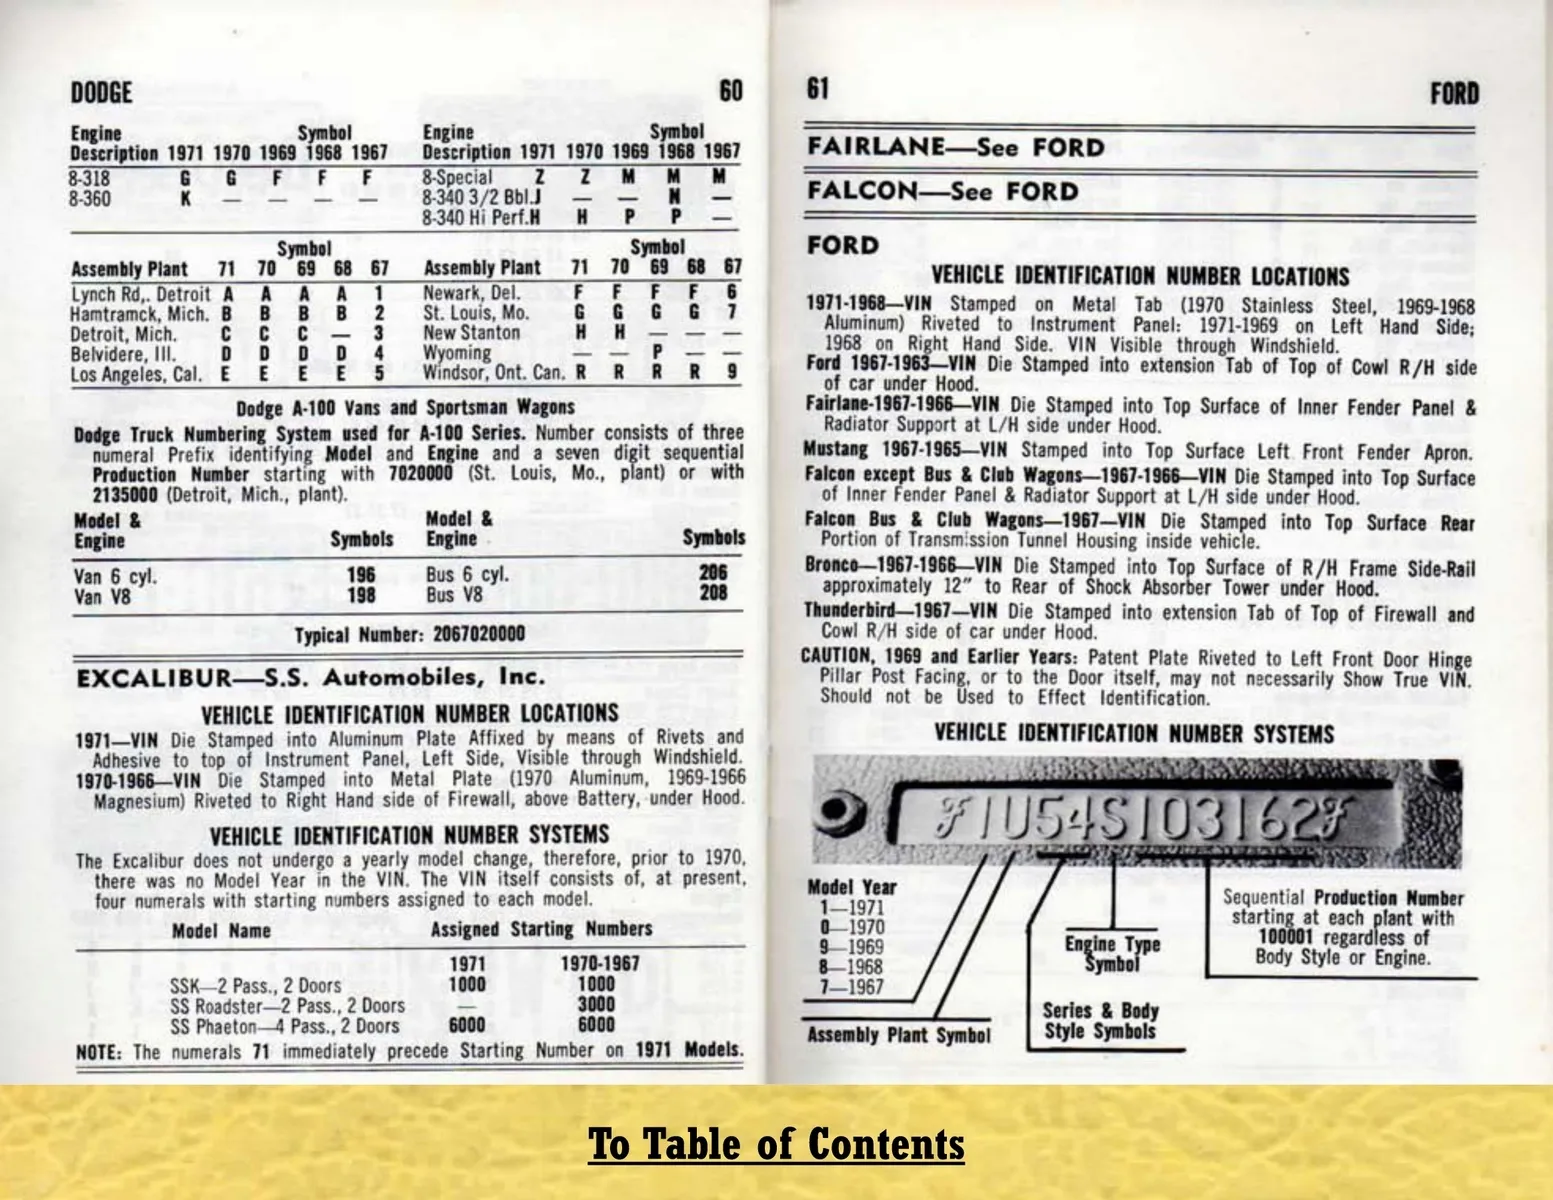 DODGE 60
Engine Symbol Engine Symbol
Description 1971 1970 1969 1968 1967 Description 1971 1970 1969 1968 1967
8-318 G G F F F 8-Special Z Z M M M
8-360 K — — — — 8-340 3/2 Bbl.J — — N —
8-340 Hi Perf.H H P P —
Symbol Symbol
Assembly Plant 71 70 69 68 67 Assembly Plant 71 70 69 68 67
Lynch Rd,. Detroit A A A A 1 Newark, Del. F F F F 6
Hamtramck, Mich. B B B B 2 St. Louis, Mo. G G G G 7
Detroit, Mich. C C C — 3 New Stanton H H — — —
Belvidere, Ill. D D D D 4 Wyoming — — P — —
Los Angeles, Cal. E E E E 5 Windsor, Ont. Can. R R R R 9
Dodge A-100 Vans and Sportsman Wagons
Dodge Truck Numbering System used for A-100 Series. Number consists of three
numeral Prefix identifying Model and Engine and a seven digit sequential
Production Number starting with 7020000 (St. Louis, Mo., plant) or with
2135000 (Detroit, Mich., plant).
Model & Model &
Engine Symbols Engine Symbols
Van 6 cyl. 196 Bus 6 cyl. 206
Van V8 198 Bus V8 208
Typical Number: 2067020000
EXCALIBUR—S.S. Automobiles, Inc.
VEHICLE IDENTIFICATION NUMBER LOCATIONS
1971—VIN Die Stamped into Aluminum Plate Affixed by means of Rivets and
Adhesive to top of Instrument Panel, Left Side, Visible through Windshield.
1970-1966—VIN Die Stamped into Metal Plate (1970 Aluminum, 1969-1966
Magnesium) Riveted to Right Hand side of Firewall, above Battery, under Hood.
VEHICLE IDENTIFICATION NUMBER SYSTEMS
The Excalibur does not undergo a yearly model change, therefore, prior to 1970,
there was no Model Year in the VIN. The VIN itself consists of, at present,
four numerals with starting numbers assigned to each model.
Model Name Assigned Starting Numbers
1971 1970-1967
SSK—2 Pass., 2 Doors 1000 1000
SS Roadster—2 Pass., 2 Doors — 3000
SS Phaeton—4 Pass., 2 Doors 6000 6000
NOTE: The numerals 71 immediately precede Starting Number on 1971 Models.
61 FORD
FAIRLANE—See FORD
FALCON—See FORD
FORD
VEHICLE IDENTIFICATION NUMBER LOCATIONS
1971-1968—VIN Stamped on Metal Tab (1970 Stainless Steel, 1969-1968
Aluminum) Riveted to Instrument Panel: 1971-1969 on Left Hand Side;
1968 on Right Hand Side. VIN Visible through Windshield.
Ford 1967-1963—VIN Die Stamped into extension Tab of Top of Cowl R/H side
of car under Hood.
Fairlane-1967-1966—VIN Die Stamped into Top Surface of Inner Fender Panel &
Radiator Support at L/H side under Hood.
Mustang 1967-1965—VIN Stamped into Top Surface Left Front Fender Apron.
Falcon except Bus & Club Wagons—1967-1966—VIN Die Stamped into Top Surface
of Inner Fender Panel & Radiator Support at L/H side under Hood.
Falcon Bus & Club Wagons—1967—VIN Die Stamped into Top Surface Rear
Portion of Transmission Tunnel Housing inside vehicle.
Bronco—1967-1966—VIN Die Stamped into Top Surface of R/H Frame Side-Rail
approximately 12" to Rear of Shock Absorber Tower under Hood.
Thunderbird—1967—VIN Die Stamped into extension Tab of Top of Firewall and
Cowl R/H side of car under Hood.
CAUTION, 1969 and Earlier Years: Patent Plate Riveted to Left Front Door Hinge
Pillar Post Facing, or to the Door itself, may not necessarily Show True VIN.
Should not be Used to Effect Identification.
VEHICLE IDENTIFICATION NUMBER SYSTEMS
F1U54S103162F
Model Year
1—1971
0—1970
9—1969
8—1968
7—1967
Assembly Plant Symbol
Engine Type
Symbol
Series & Body
Style Symbols
Sequential Production Number
starting at each plant with
100001 regardless of
Body Style or Engine.
To Table of Contents